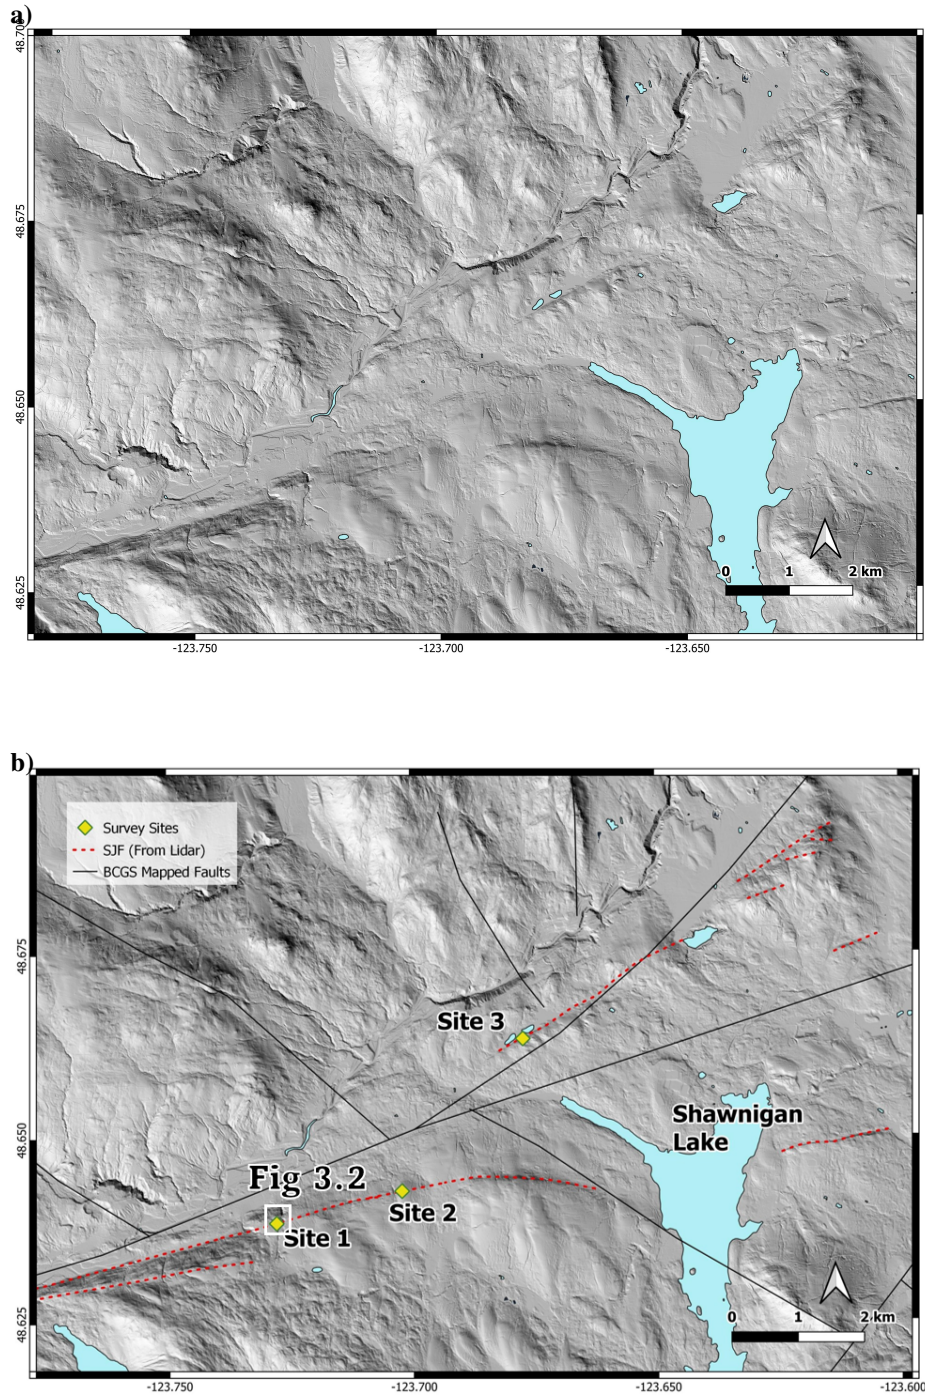 a)
48.70
48.675
48.650
48.625
0 1 2 km
-123.750 -123.700 -123.650
b)
Survey Sites
SJF (From Lidar)
BCGS Mapped Faults
48.675
Site 3
Shawnigan
Lake
48.650
Fig 3.2
Site 2
Site 1
48.625
0 1 2 km
-123.750 -123.700 -123.650 -123.600